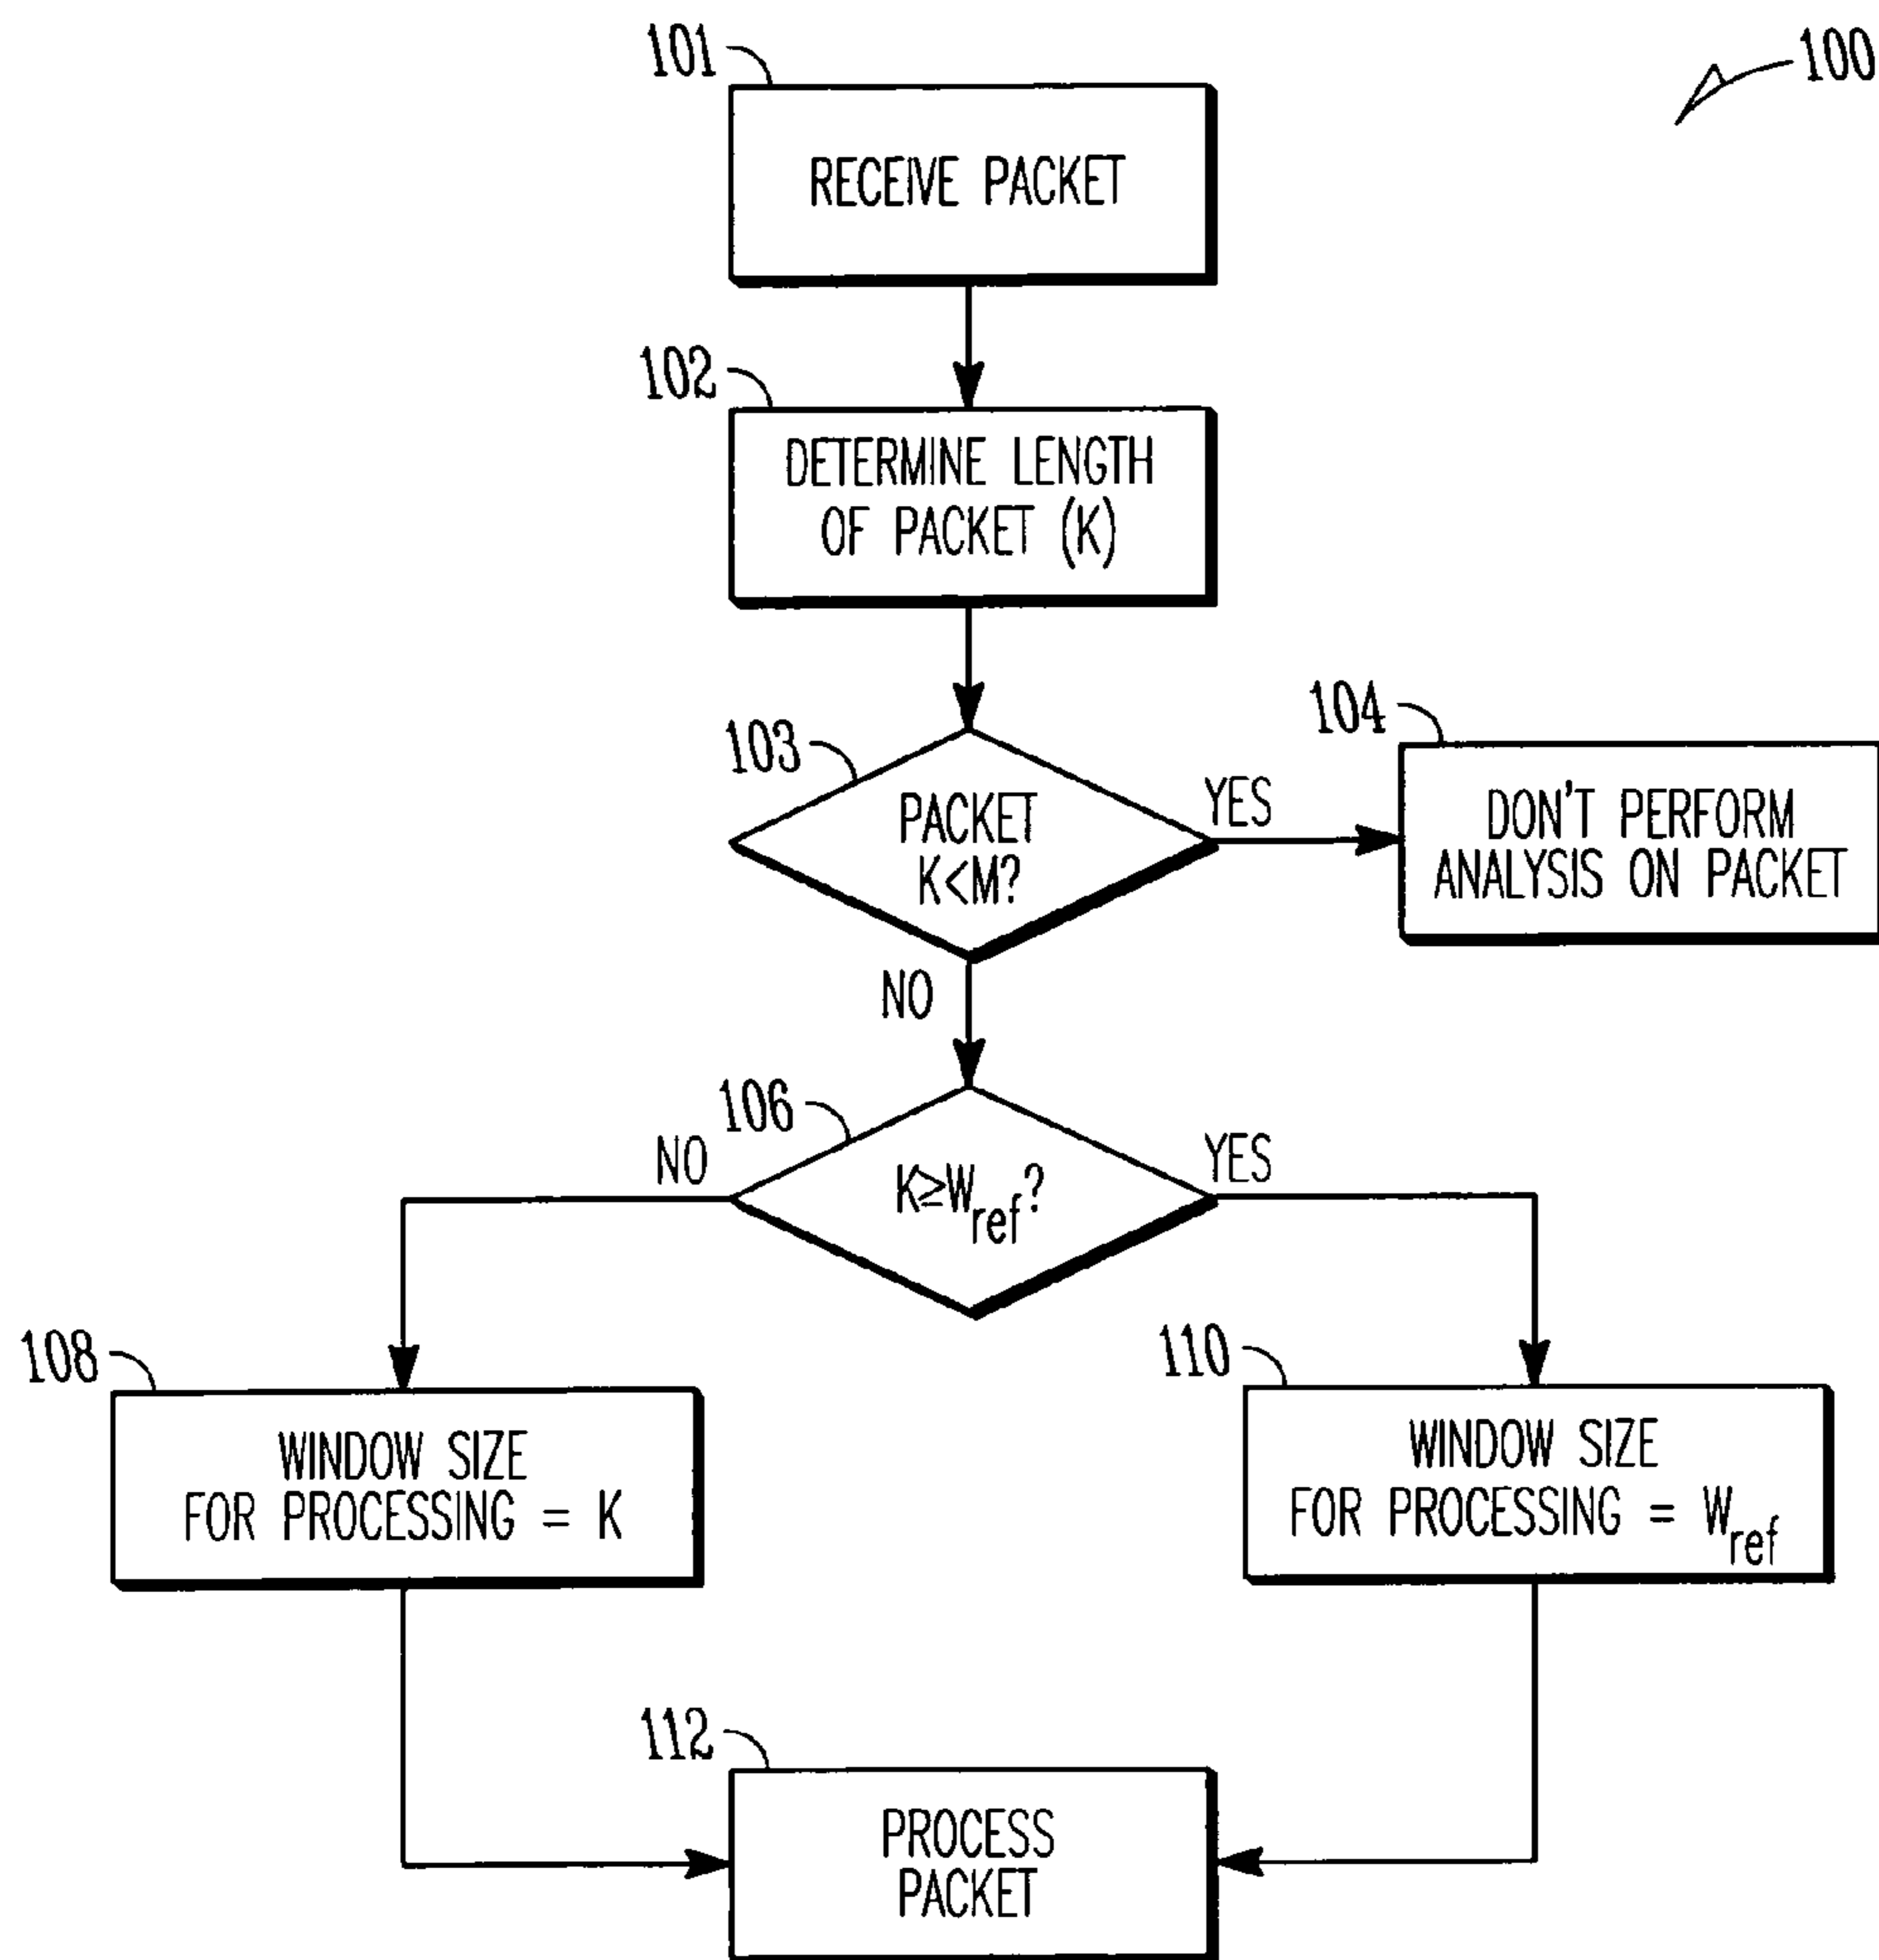 101
100
RECEIVE PACKET
102
DETERMINE LENGTH
OF PACKET (K)
103
PACKET
K<M?
YES
104
DON'T PERFORM
ANALYSIS ON PACKET
NO
106
NO
K≥Wref?
YES
108
WINDOW SIZE
FOR PROCESSING = K
110
WINDOW SIZE
FOR PROCESSING = Wref
112
PROCESS
PACKET